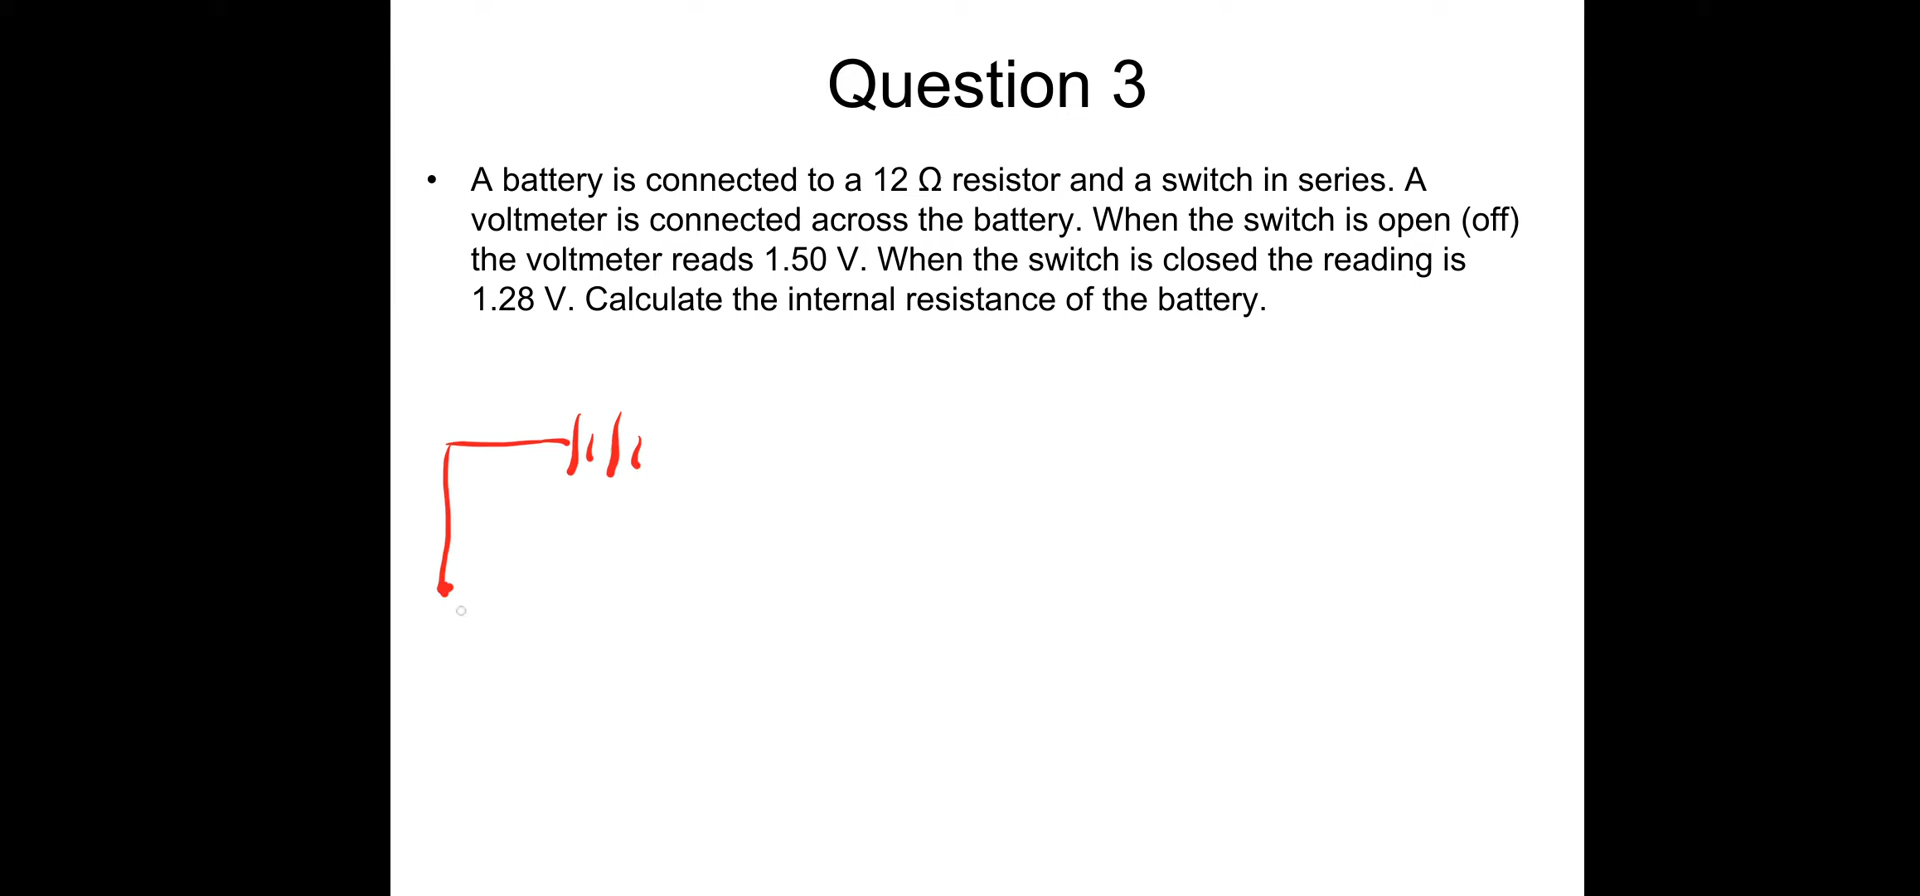 Question 3
• A battery is connected to a 12 Ω resistor and a switch in series. A
voltmeter is connected across the battery. When the switch is open (off)
the voltmeter reads 1.50 V. When the switch is closed the reading is
1.28 V. Calculate the internal resistance of the battery.